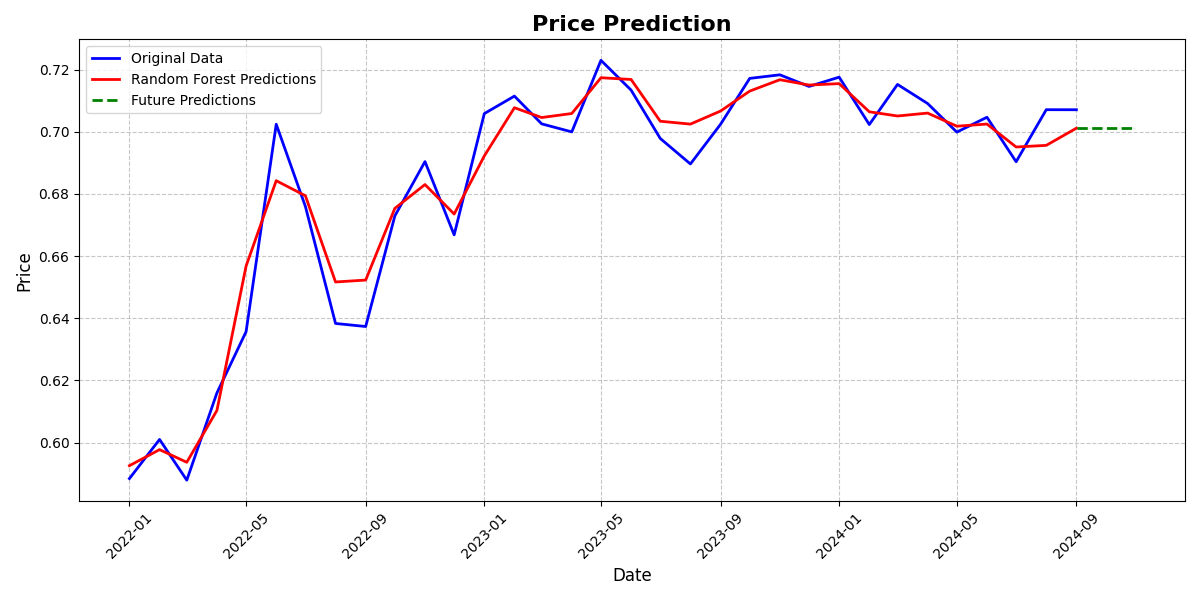 Price Prediction
Original Data
Random Forest Predictions
Future Predictions
Price
0.72
0.70
0.68
0.66
0.64
0.62
0.60
2022-01
2022-05
2022-09
2023-01
2023-05
2023-09
2024-01
2024-05
2024-09
Date